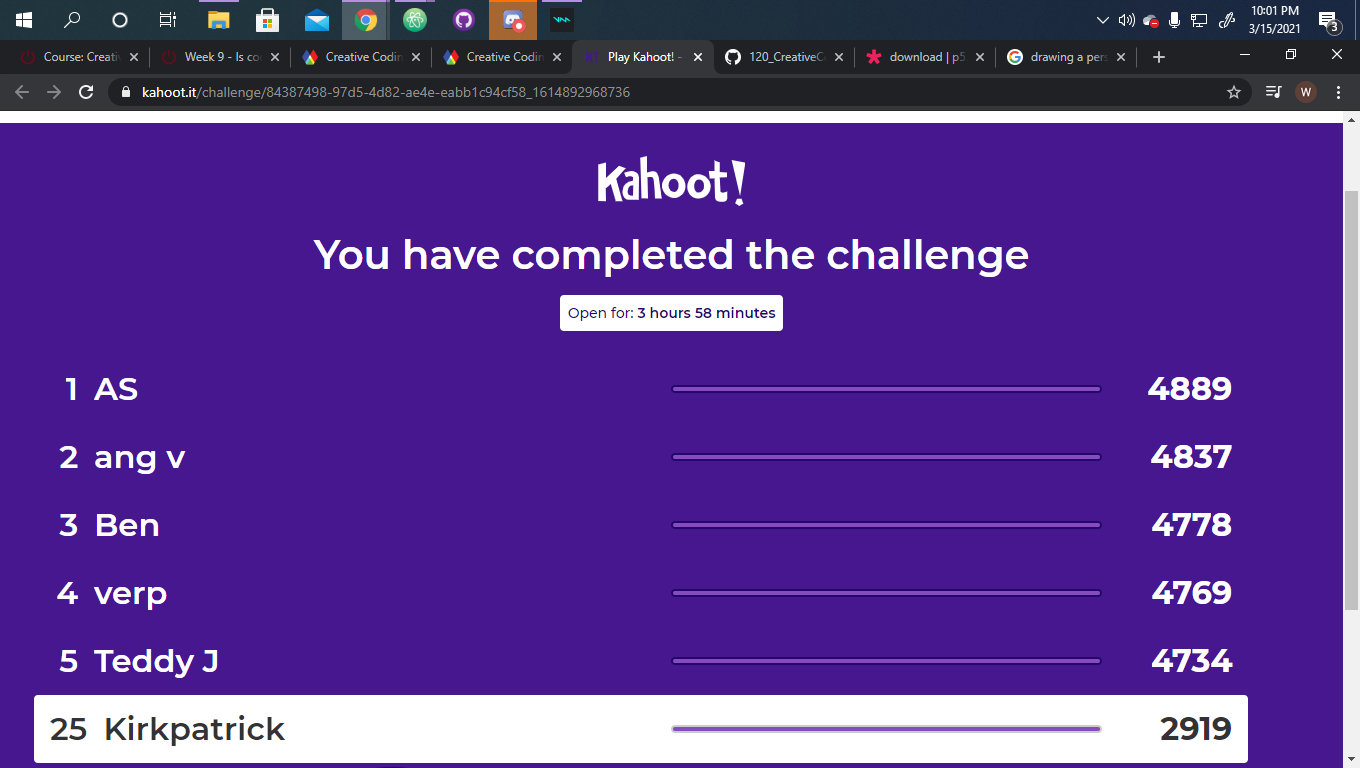 10:01 PM
3/15/2021
3
Course: Creati
Week 9 - Is co
Creative Codin
Creative Codin
Play Kahoot! -
120_CreativeC
download | p5
drawing a pers
kahoot.it/challenge/84387498-97d5-4d82-ae4e-eabb1c94cf58_1614892968736
W
Kahoot!
You have completed the challenge
Open for: 3 hours 58 minutes
1 AS 4889
2 ang v 4837
3 Ben 4778
4 verp 4769
5 Teddy J 4734
25 Kirkpatrick 2919